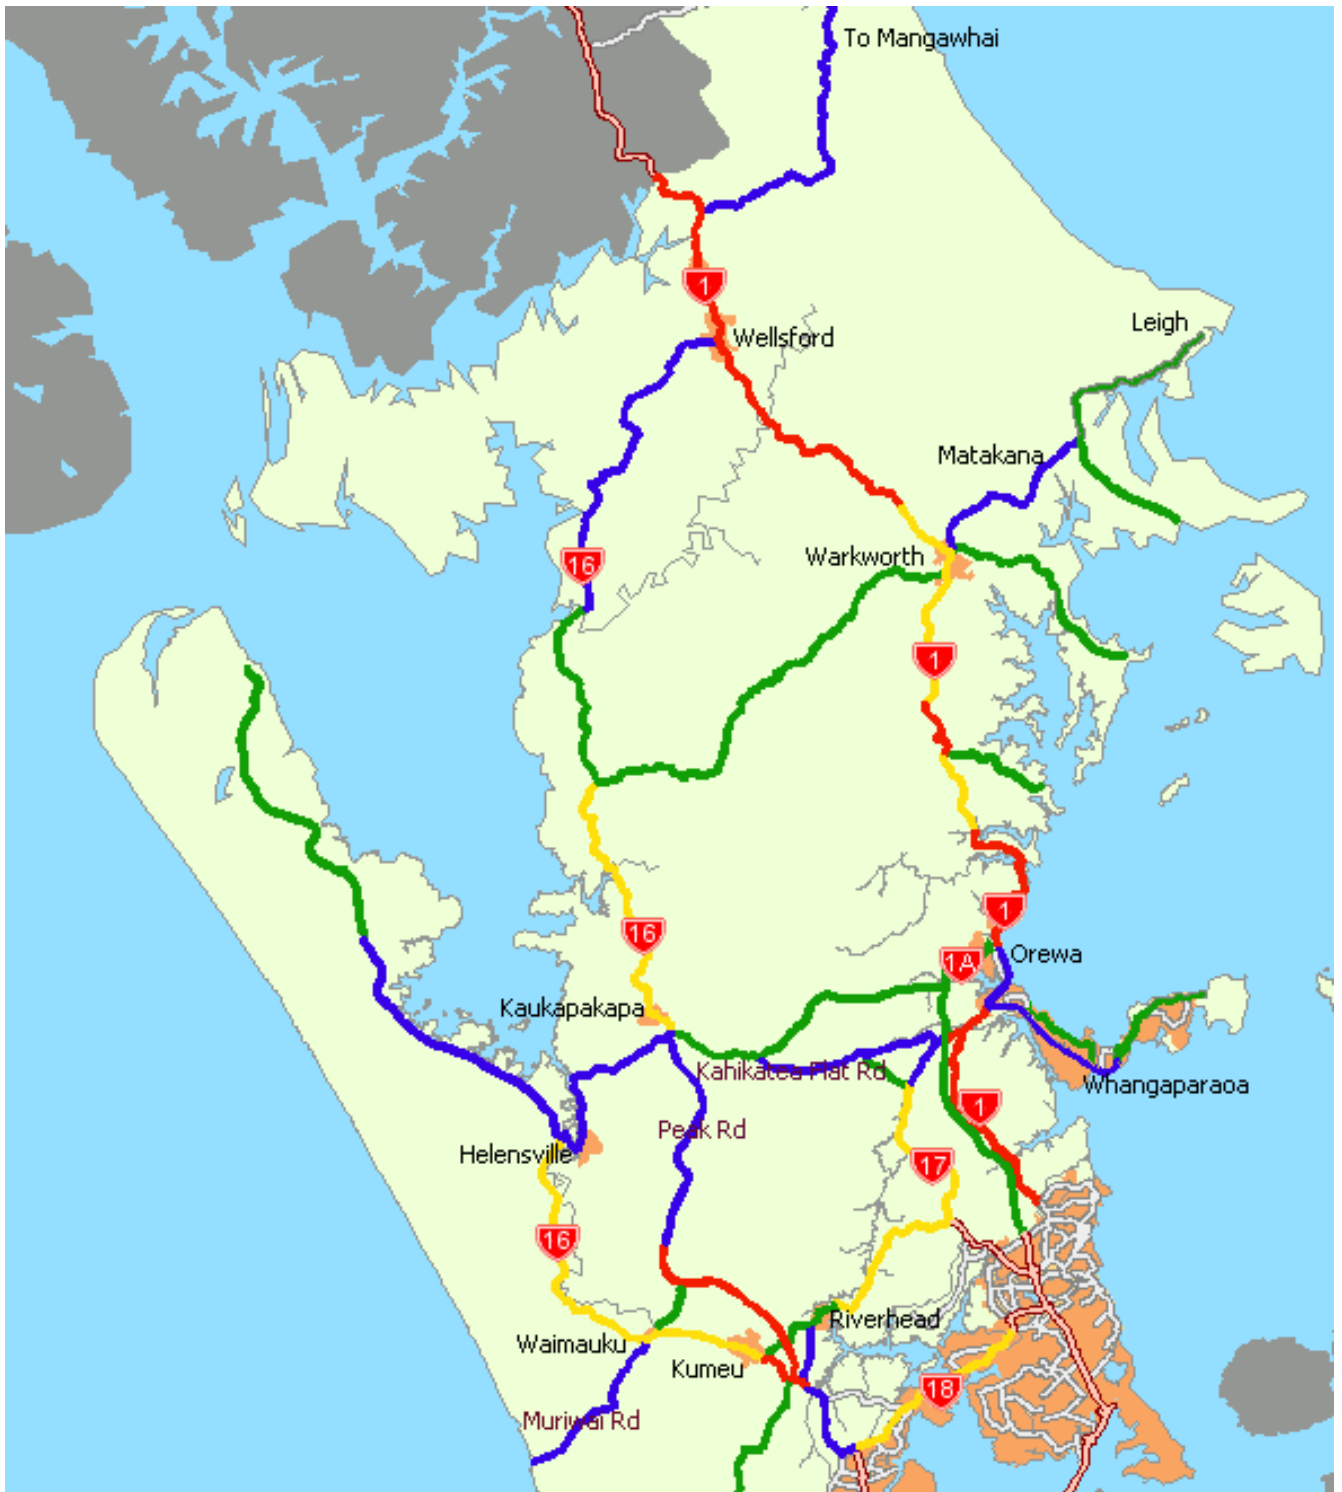 To Mangawhai
1
Wellsford
Leigh
Matakana
Warkworth
16
1
1
16
1A
Orewa
Kaukapakapa
Kahikatea Flat Rd
Whangaparaoa
1
Peak Rd
Helensville
17
16
Riverhead
Waimauku
Kumeu
18
Muriwai Rd